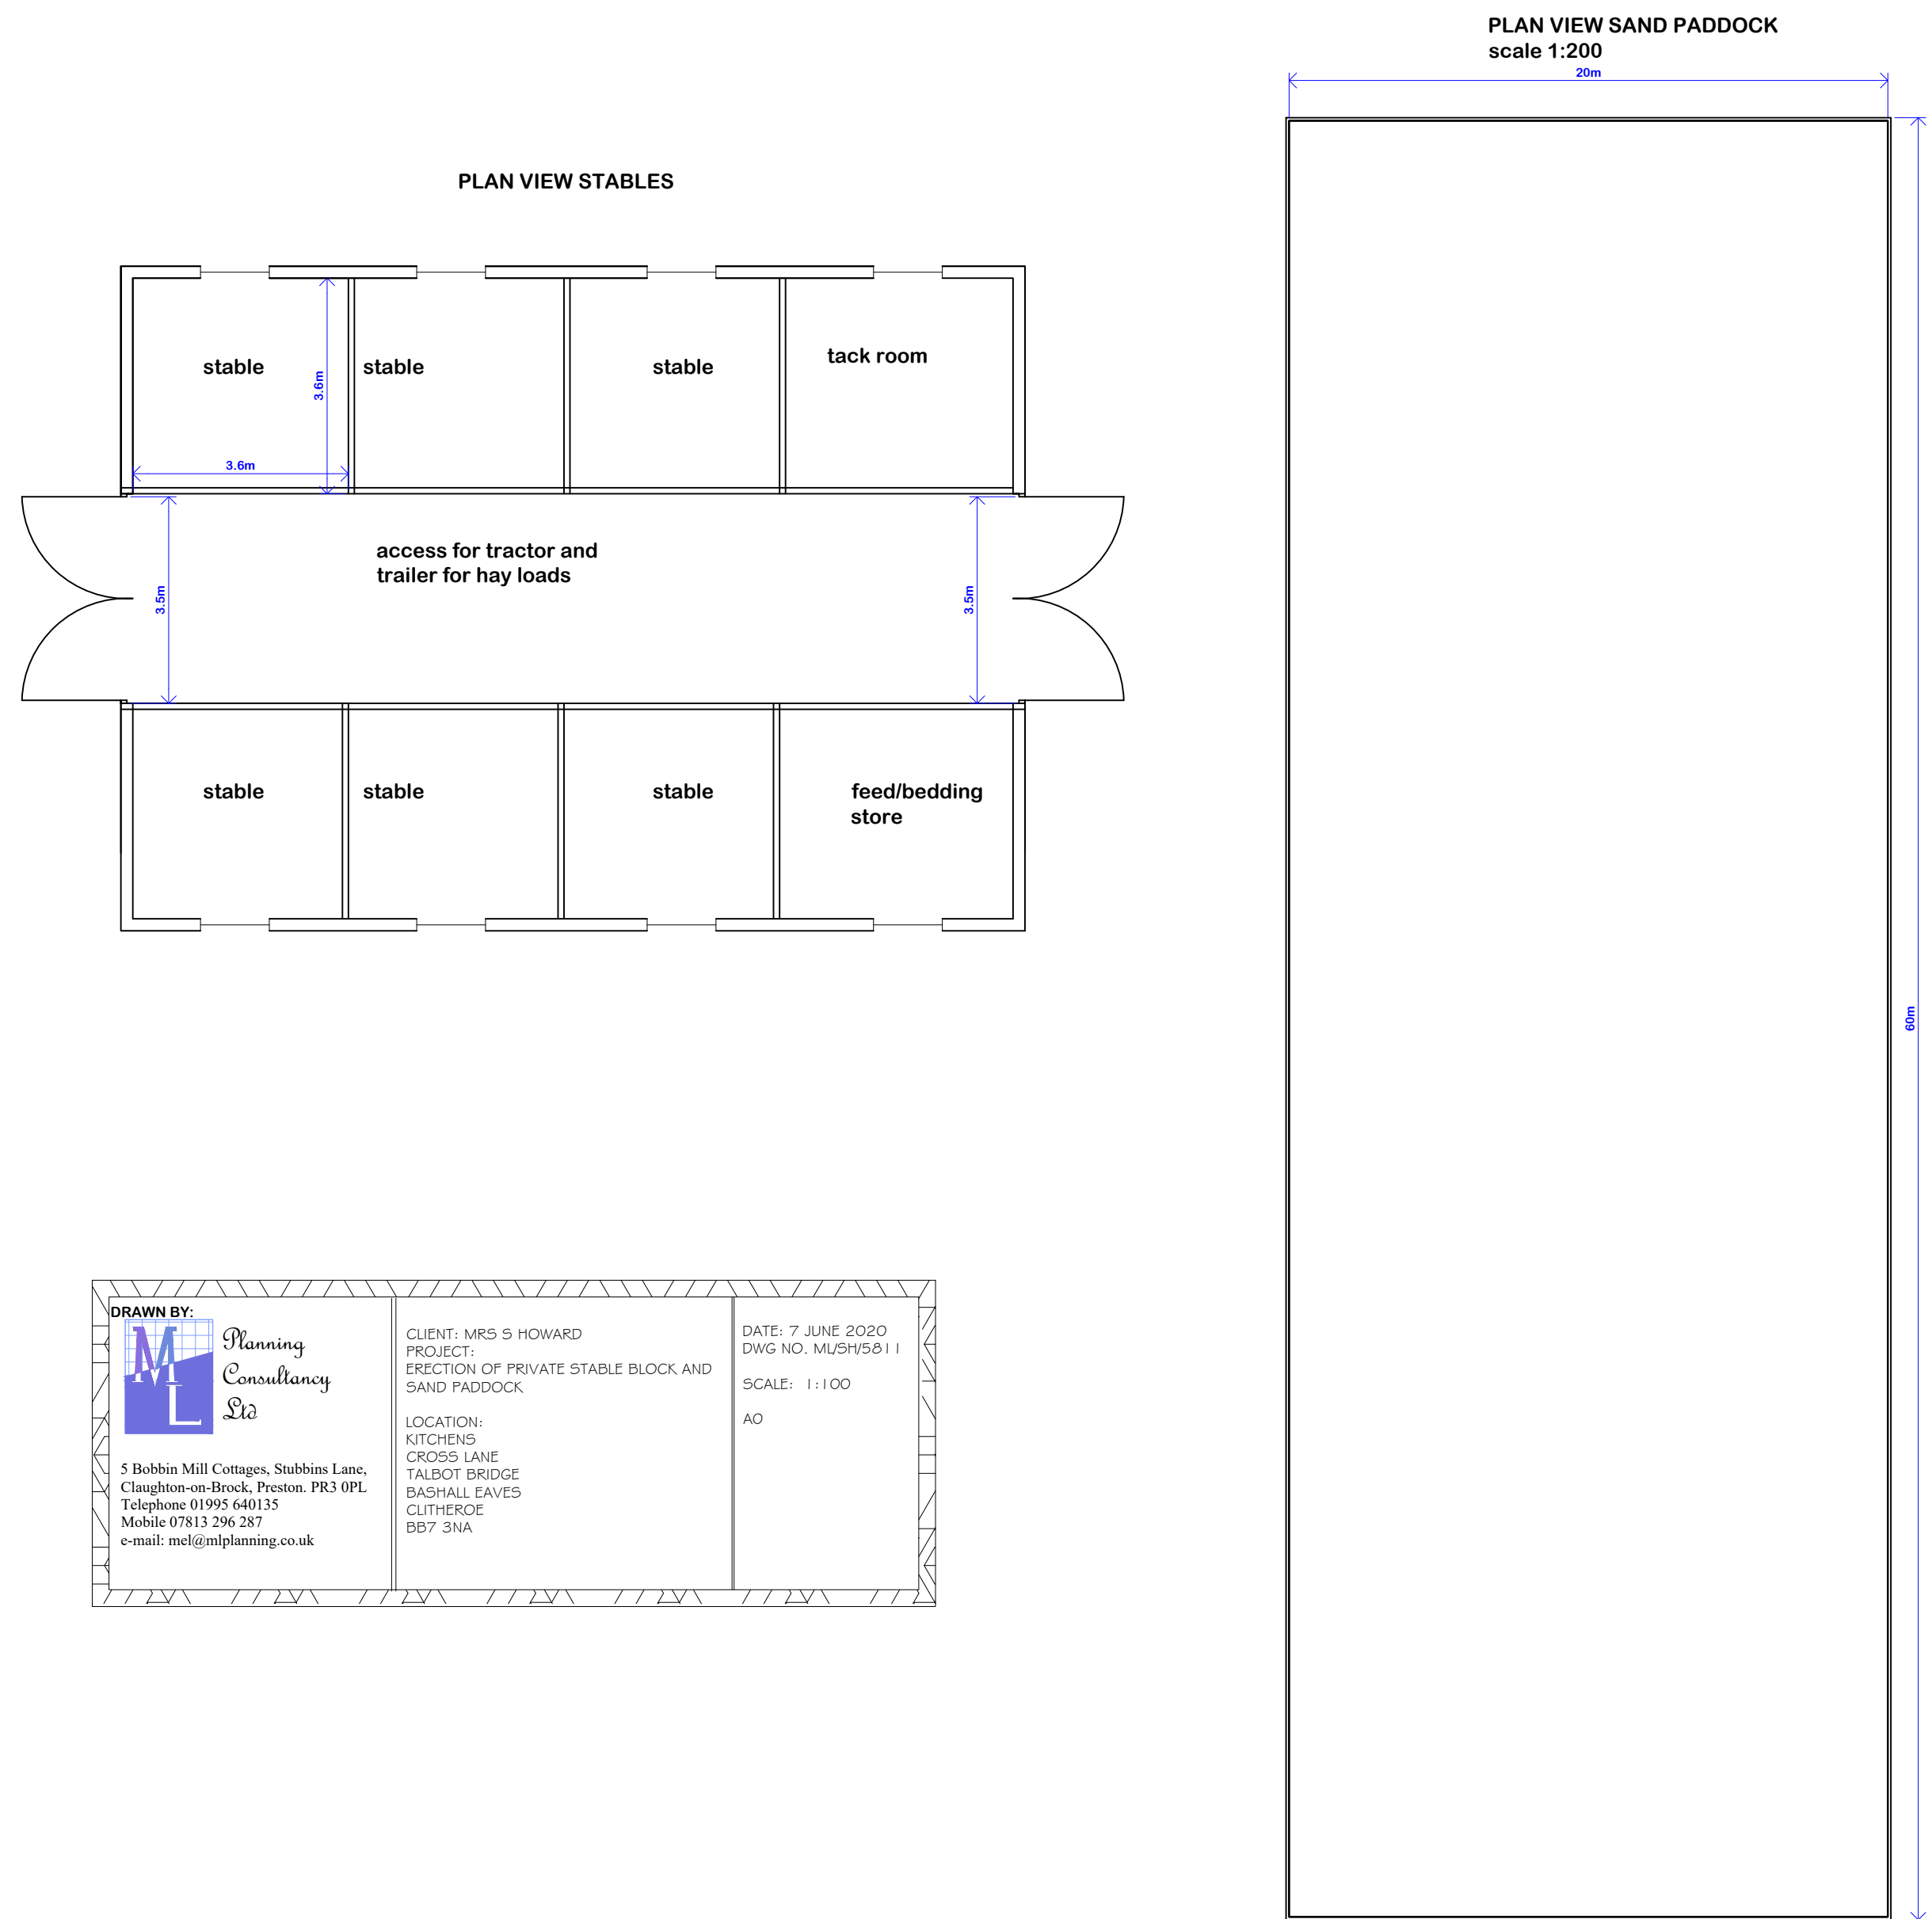 PLAN VIEW SAND PADDOCK
scale 1:200
20m
60m
PLAN VIEW STABLES
stable
stable
stable
tack room
3.6m
3.6m
access for tractor and
trailer for hay loads
3.5m
3.5m
stable
stable
stable
feed/bedding
store
DRAWN BY:
ML
Planning
Consultancy
Ltd
5 Bobbin Mill Cottages, Stubbins Lane,
Claughton-on-Brock, Preston. PR3 0PL
Telephone 01995 640135
Mobile 07813 296 287
e-mail: mel@mlplanning.co.uk
CLIENT: MRS S HOWARD
PROJECT:
ERECTION OF PRIVATE STABLE BLOCK AND
SAND PADDOCK
LOCATION:
KITCHENS
CROSS LANE
TALBOT BRIDGE
BASHALL EAVES
CLITHEROE
BB7 3NA
DATE: 7 JUNE 2020
DWG NO. ML/SH/5811
SCALE: 1:100
A0